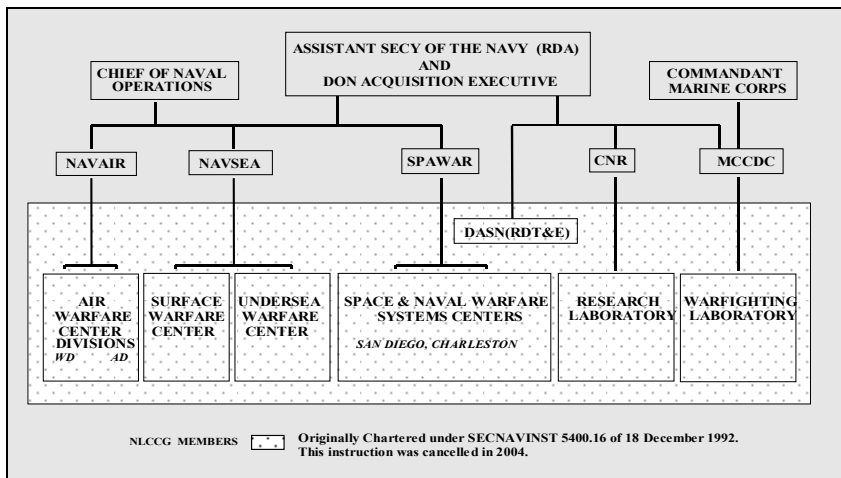 ASSISTANT SECY OF THE NAVY (RDA)
AND
DON ACQUISITION EXECUTIVE
CHIEF OF NAVAL
OPERATIONS
COMMANDANT
MARINE CORPS
NAVAIR
NAVSEA
SPAWAR
CNR
MCCDC
DASN(RDT&E)
AIR
WARFARE
CENTER
DIVISIONS
WD AD
SURFACE
WARFARE
CENTER
UNDERSEA
WARFARE
CENTER
SPACE & NAVAL WARFARE
SYSTEMS CENTERS
SAN DIEGO, CHARLESTON
RESEARCH
LABORATORY
WARFIGHTING
LABORATORY
NLCCG MEMBERS
Originally Chartered under SECNAVINST 5400.16 of 18 December 1992.
This instruction was cancelled in 2004.